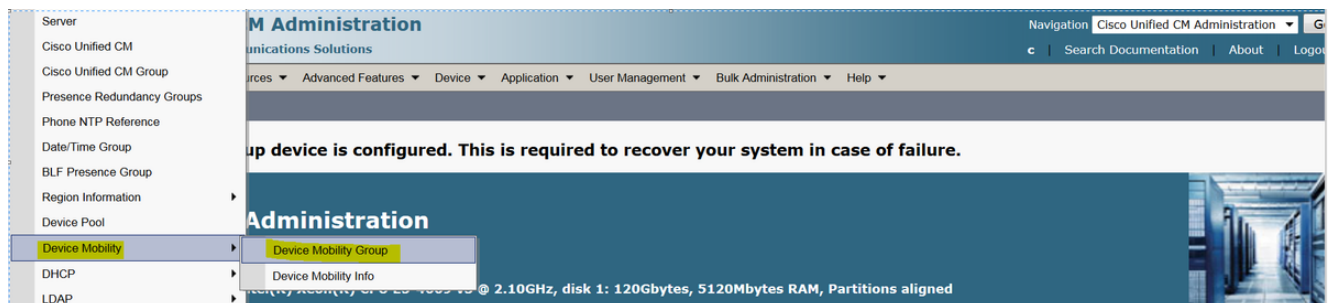 Server
Cisco Unified CM
Cisco Unified CM Group
Presence Redundancy Groups
Phone NTP Reference
Date/Time Group
BLF Presence Group
Region Information
Device Pool
Device Mobility
DHCP
LDAP
Device Mobility Group
Device Mobility Info
M Administration
Navigation Cisco Unified CM Administration
unications Solutions
c | Search Documentation | About | Logou
urces Advanced Features Device Application User Management Bulk Administration Help
up device is configured. This is required to recover your system in case of failure.
Administration
@ 2.10GHz, disk 1: 120Gbytes, 5120Mbytes RAM, Partitions aligned